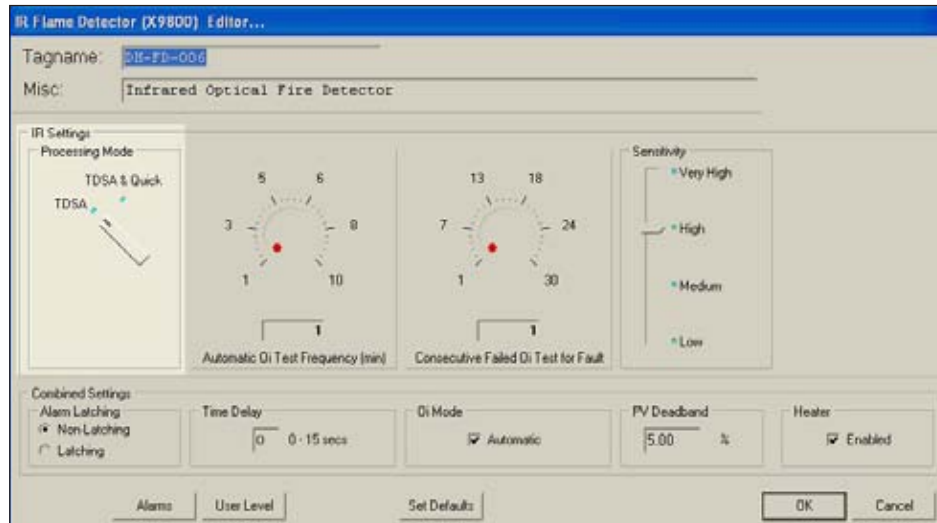 IR Flame Detector (X9800) Editor...
Tagname: DM-FD-006
Misc: Infrared Optical Fire Detector
IR Settings
Processing Mode
TDSA & Quick
TDSA
5 6
3 8
1 10
1
Automatic Oi Test Frequency (min)
13 18
7 24
1 30
1
Consecutive Failed Oi Test for Fault
Sensitivity
Very High
High
Medium
Low
Combined Settings
Alarm Latching
Non-Latching
Latching
Time Delay
0 0 - 15 secs
Oi Mode
Automatic
PV Deadband
5.00 %
Heater
Enabled
Alarms User Level Set Defaults OK Cancel